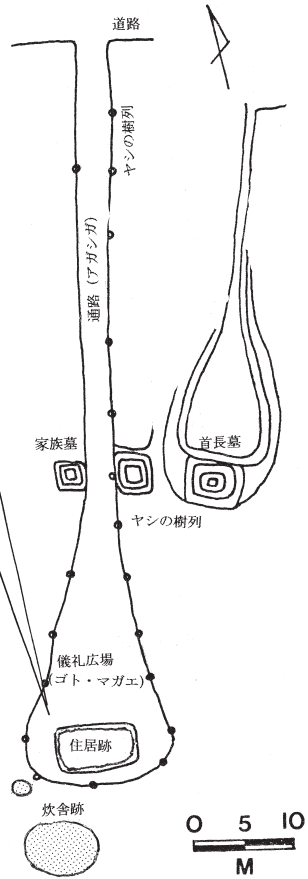 道路
ヤシの樹列
通路(アガシガ)
家族墓
首長墓
ヤシの樹列
儀礼広場
(ゴト・マガエ)
住居跡
炊舎跡
0 5 10
M